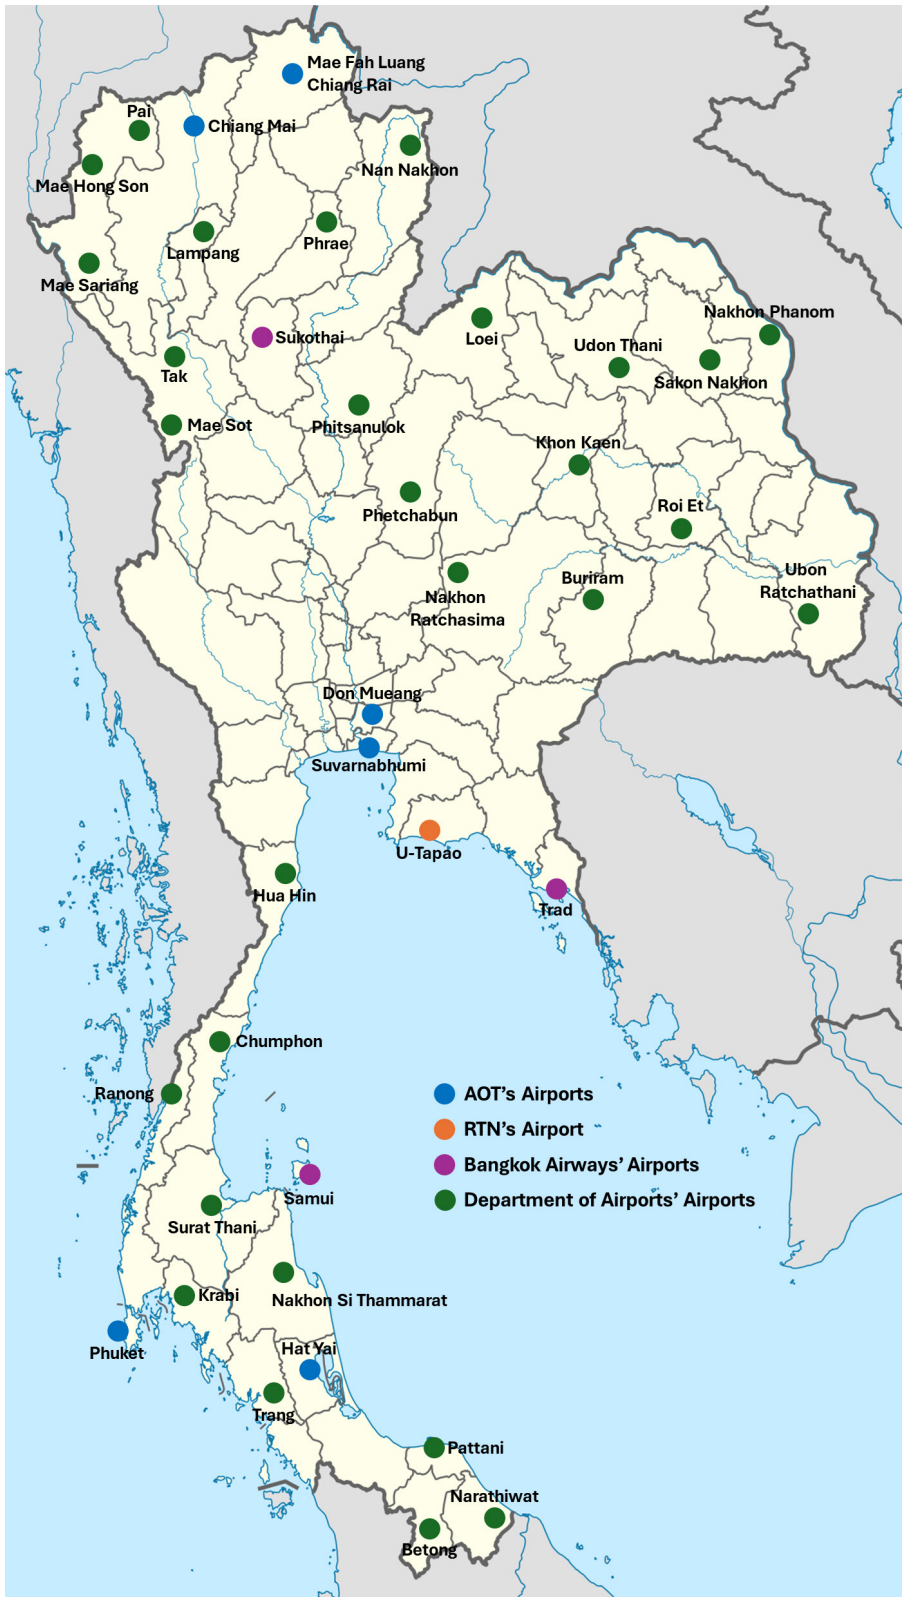 Mae Fah Luang
Chiang Rai
Pai
Chiang Mai
Nan Nakhon
Mae Hong Son
Lampang
Phrae
Mae Sariang
Nakhon Phanom
Sukothai
Loei
Udon Thani
Sakon Nakhon
Tak
Mae Sot
Phitsanulok
Khon Kaen
Phetchabun
Roi Et
Nakhon
Ratchasima
Buriram
Ubon
Ratchathani
Don Mueang
Suvarnabhumi
U-Tapao
Hua Hin
Trad
Chumphon
Ranong
AOT's Airports
RTN's Airport
Bangkok Airways' Airports
Department of Airports' Airports
Samui
Surat Thani
Krabi
Nakhon Si Thammarat
Phuket
Hat Yai
Trang
Pattani
Narathiwat
Betong